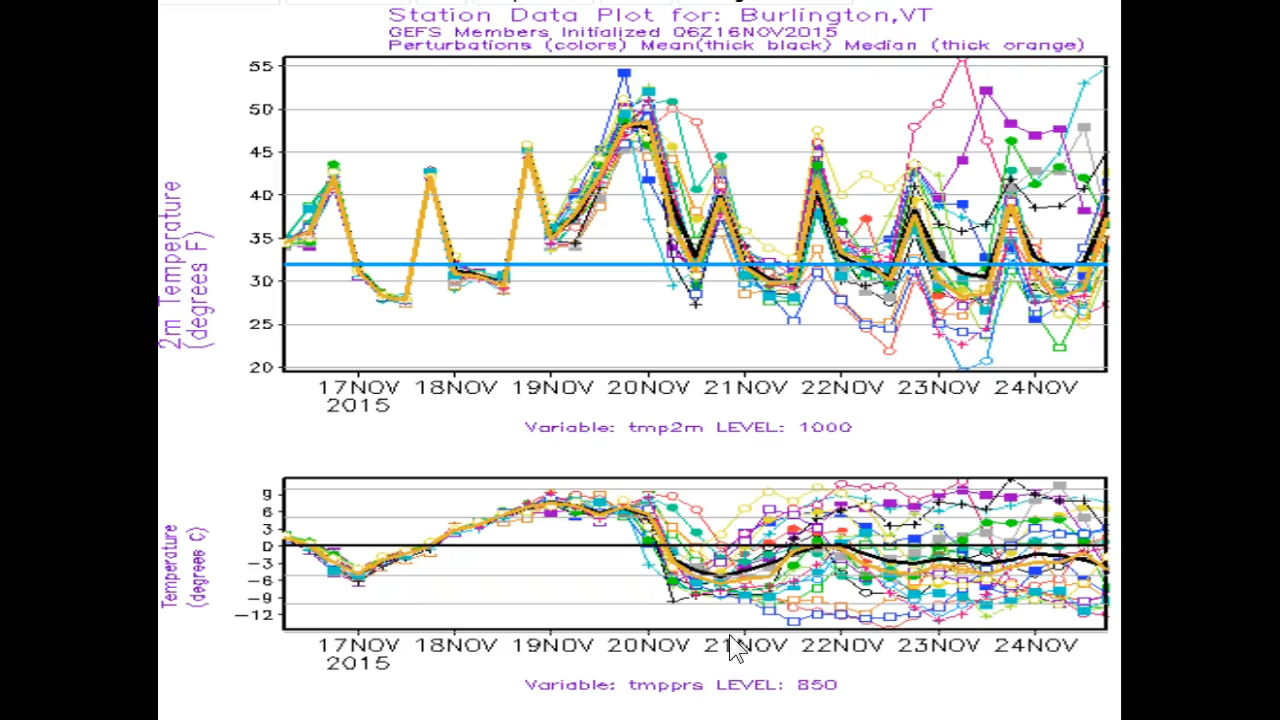 Station Data Plot for: Burlington,VT
GEFS Members Initialized 06Z16NOV2015
Perturbations (colors) Mean(thick black) Median (thick orange)
2m Temperature
(degrees F)
55
50
45
40
35
30
25
20
17NOV 18NOV 19NOV 20NOV 21NOV 22NOV 23NOV 24NOV
2015
Variable: tmp2m LEVEL: 1000
Temperature
(degrees C)
9
6
3
0
-3
-6
-9
-12
17NOV 18NOV 19NOV 20NOV 21NOV 22NOV 23NOV 24NOV
2015
Variable: tmpprs LEVEL: 850